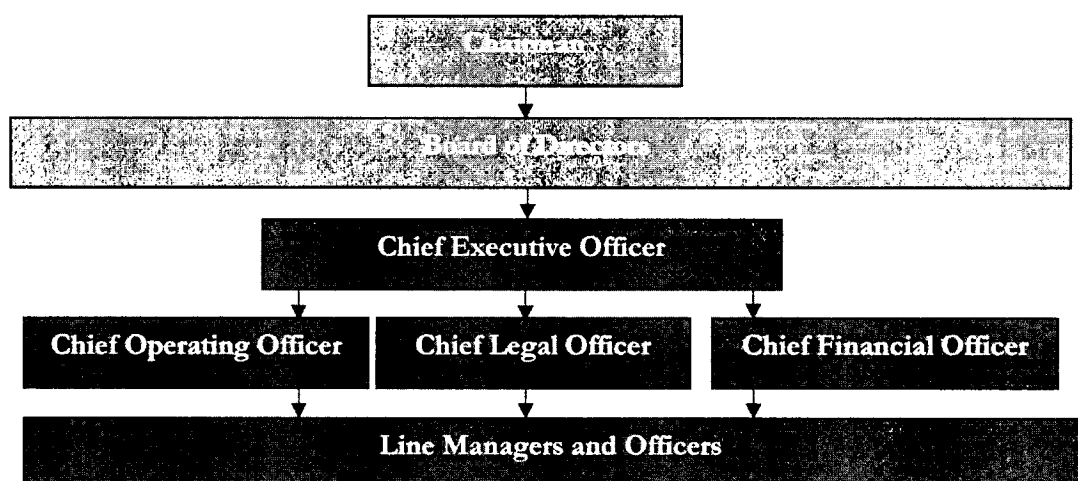 Chairman
Board of Directors
Chief Executive Officer
Chief Operating Officer
Chief Legal Officer
Chief Financial Officer
Line Managers and Officers